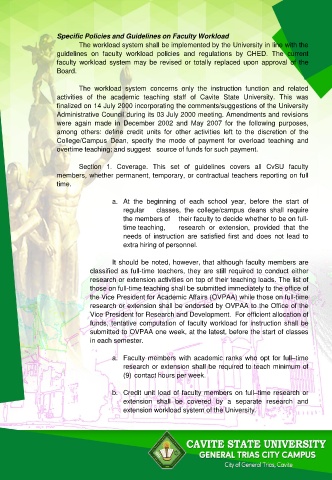 Specific Policies and Guidelines on Faculty Workload
The workload system shall be implemented by the University in line with the
guidelines on faculty workload policies and regulations by CHED. The current
faculty workload system may be revised or totally replaced upon approval of the
Board.
The workload system concerns only the instruction function and related
activities of the academic teaching staff of Cavite State University. This was
finalized on 14 July 2000 incorporating the comments/suggestions of the University
Administrative Council during its 03 July 2000 meeting. Amendments and revisions
were again made in December 2002 and May 2007 for the following purposes,
among others: define credit units for other activities left to the discretion of the
College/Campus Dean, specify the mode of payment for overload teaching and
overtime teaching; and suggest source of funds for such payment.
Section 1. Coverage. This set of guidelines covers all CvSU faculty
members, whether permanent, temporary, or contractual teachers reporting on full
time.
a. At the beginning of each school year, before the start of
regular classes, the college/campus deans shall require
the members of their faculty to decide whether to be on full-
time teaching, research or extension, provided that the
needs of instruction are satisfied first and does not lead to
extra hiring of personnel.
It should be noted, however, that although faculty members are
classified as full-time teachers, they are still required to conduct either
research or extension activities on top of their teaching loads. The list of
those on full-time teaching shall be submitted immediately to the office of
the Vice President for Academic Affairs (OVPAA) while those on full-time
research or extension shall be endorsed by OVPAA to the Office of the
Vice President for Research and Development. For efficient allocation of
funds, tentative computation of faculty workload for instruction shall be
submitted to OVPAA one week, at the latest, before the start of classes
in each semester.
a. Faculty members with academic ranks who opt for full–time
research or extension shall be required to teach minimum of
(9) contact hours per week.
b. Credit unit load of faculty members on full–time research or
extension shall be covered by a separate research and
extension workload system of the University.
CAVITE STATE UNIVERSITY
GENERAL TRIAS CITY CAMPUS
City of General Trias, Cavite